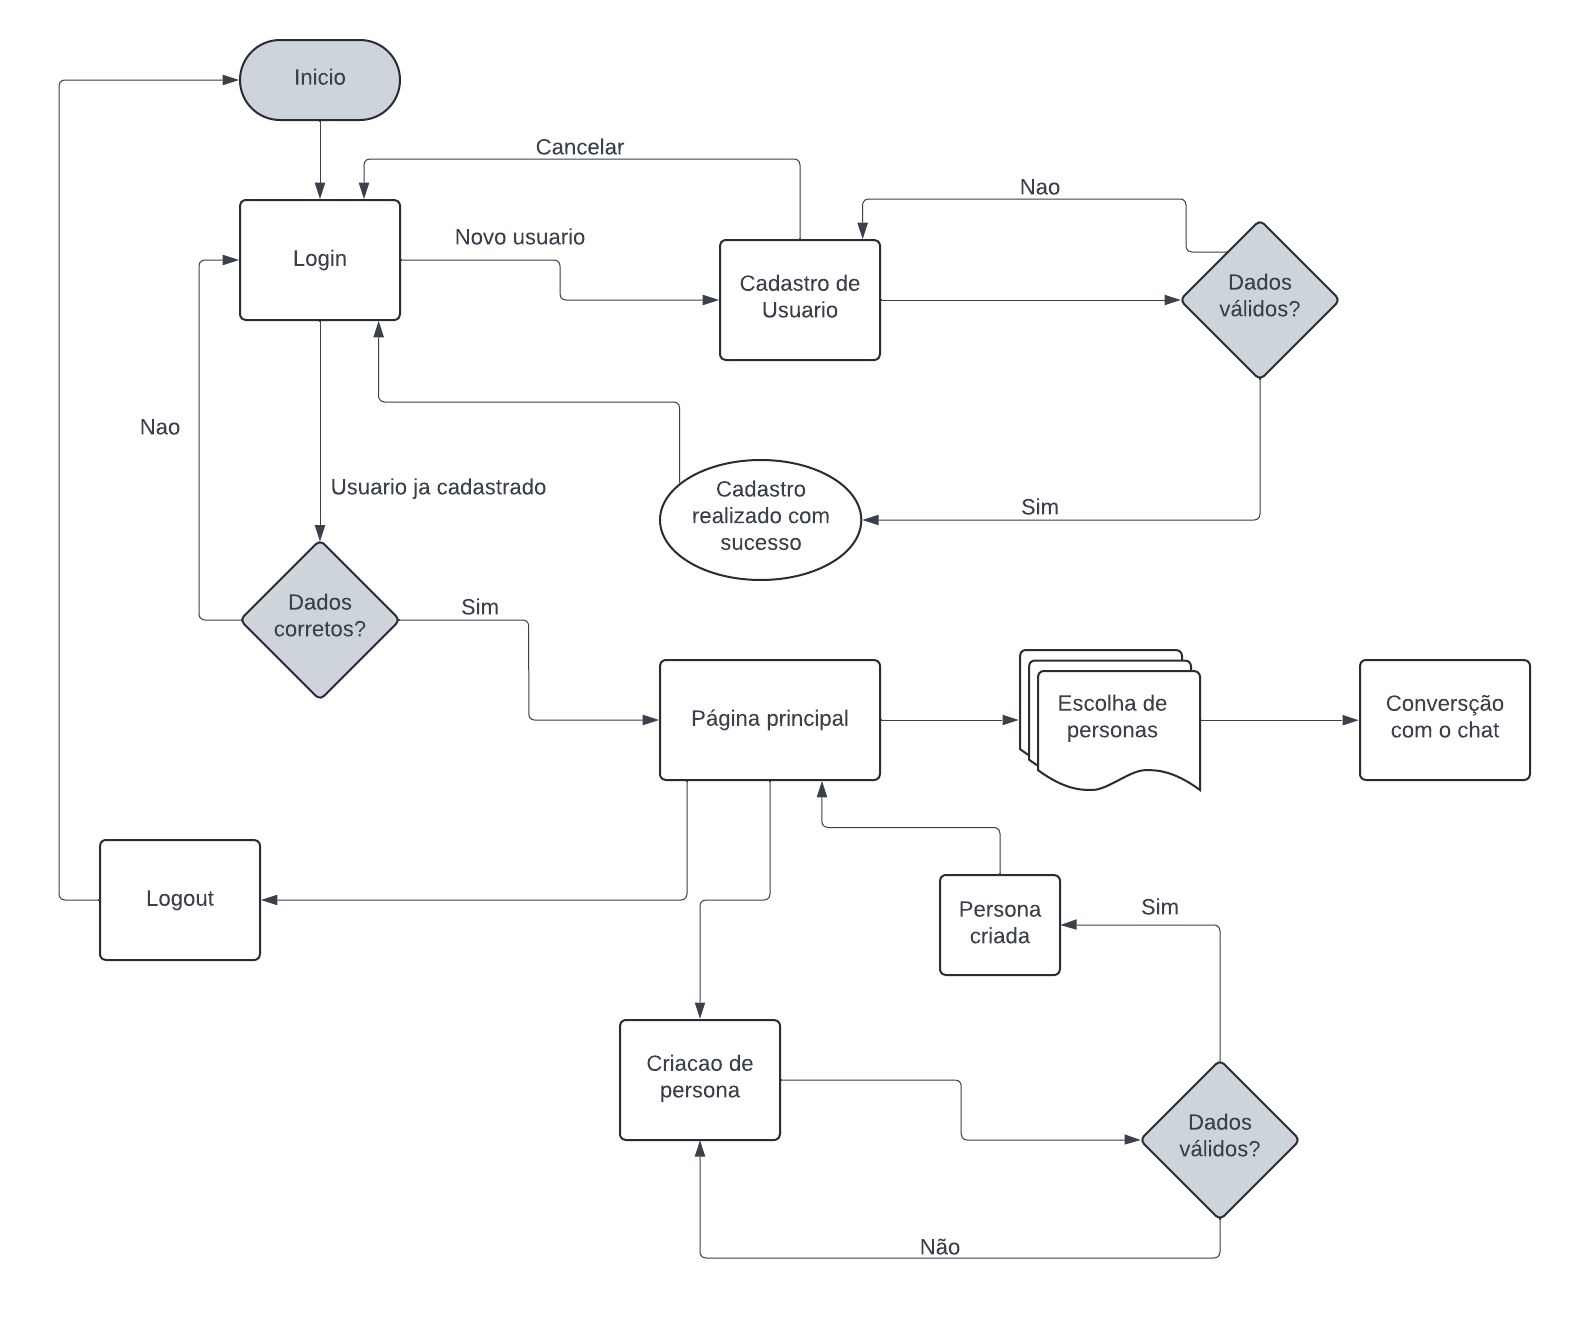 Inicio
Cancelar
Nao
Login
Novo usuario
Cadastro de
Usuario
Dados
válidos?
Nao
Usuario ja cadastrado
Cadastro
realizado com
sucesso
Sim
Dados
corretos?
Sim
Página principal
Escolha de
personas
Conversção
com o chat
Logout
Persona
criada
Sim
Criacao de
persona
Dados
válidos?
Não